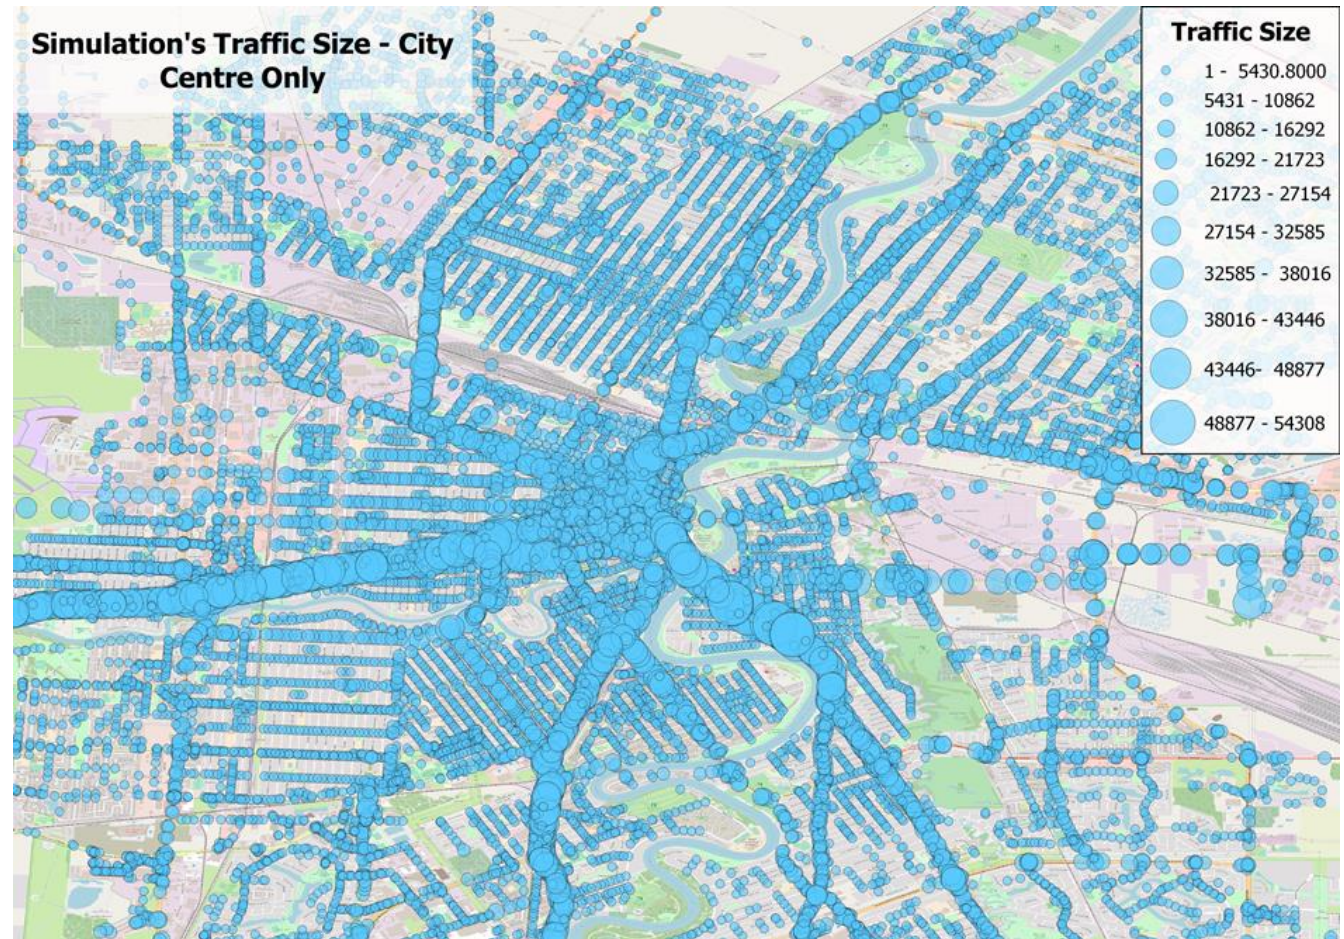 Simulation's Traffic Size - City
Centre Only
Traffic Size
1 - 5430.8000
5431 - 10862
10862 - 16292
16292 - 21723
21723 - 27154
27154 - 32585
32585 - 38016
38016 - 43446
43446- 48877
48877 - 54308